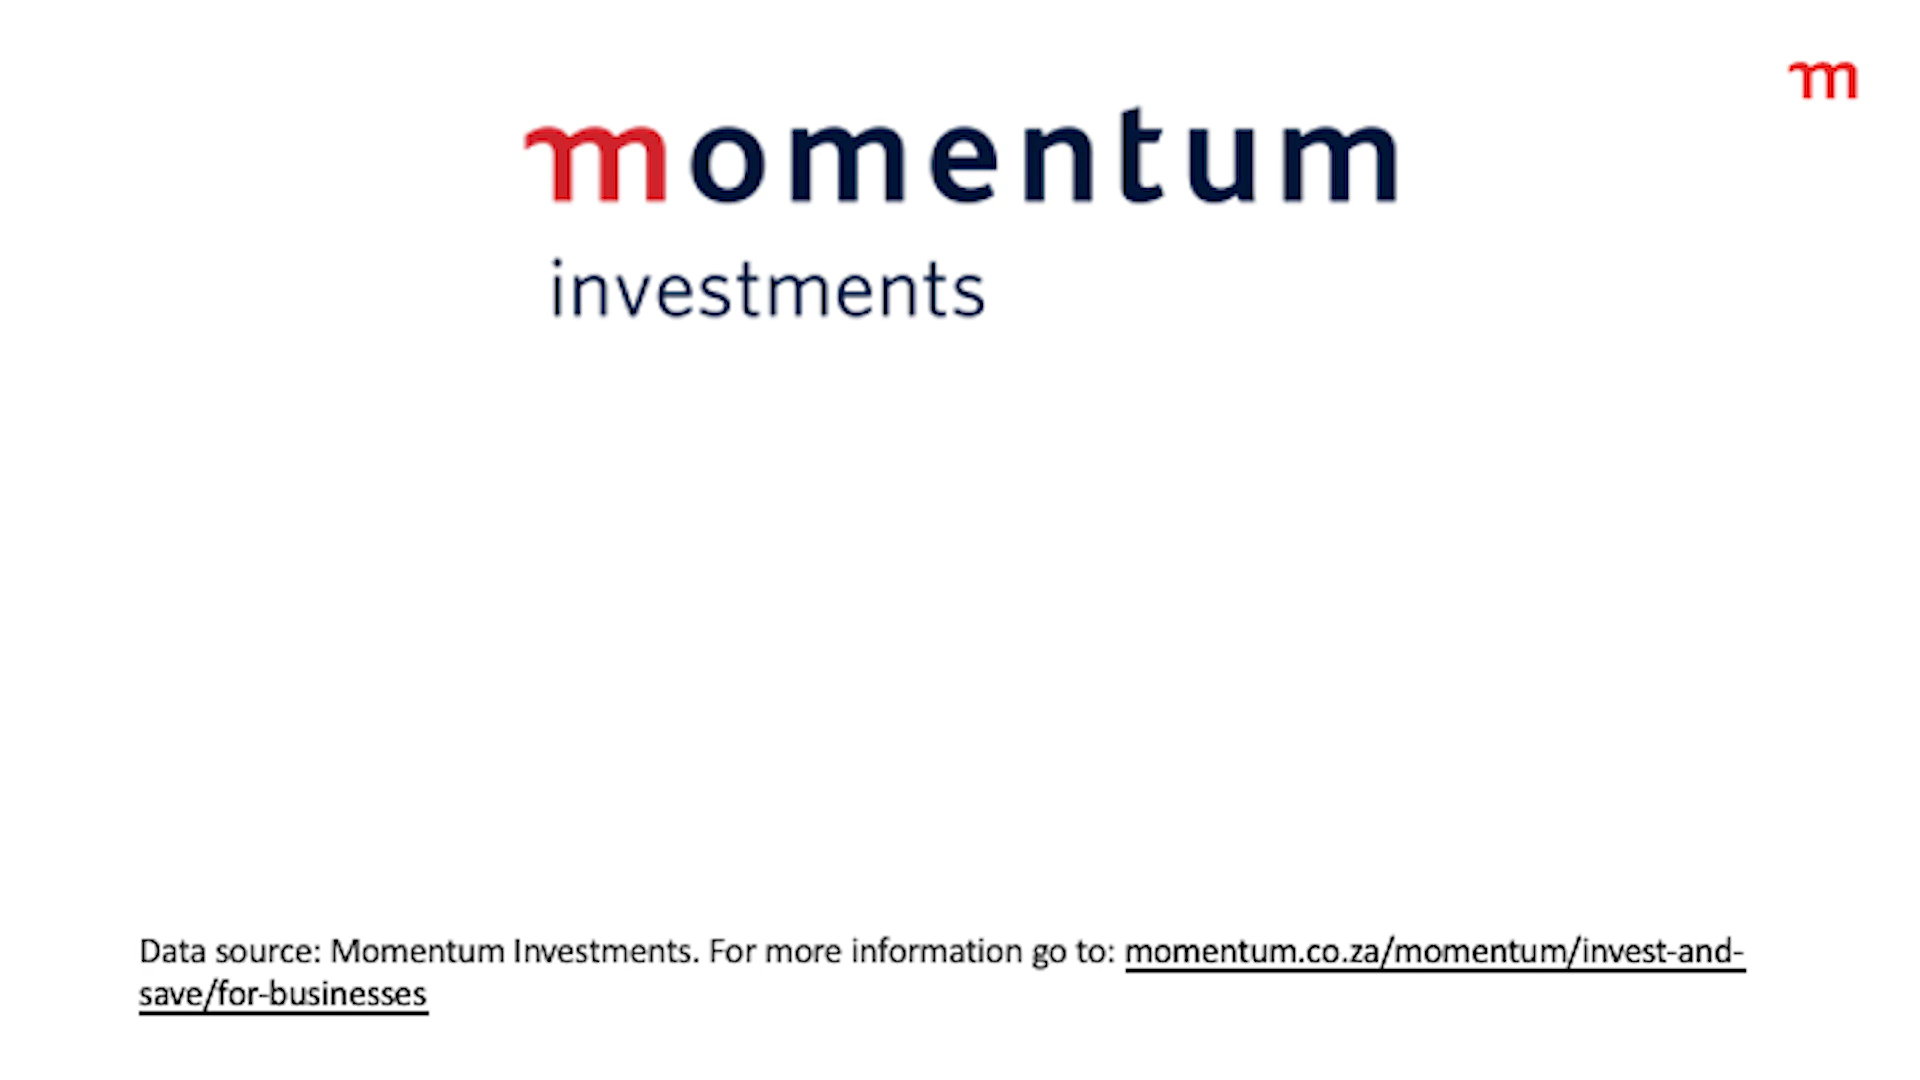 m
momentum
investments
Data source: Momentum Investments. For more information go to: momentum.co.za/momentum/invest-and-
save/for-businesses